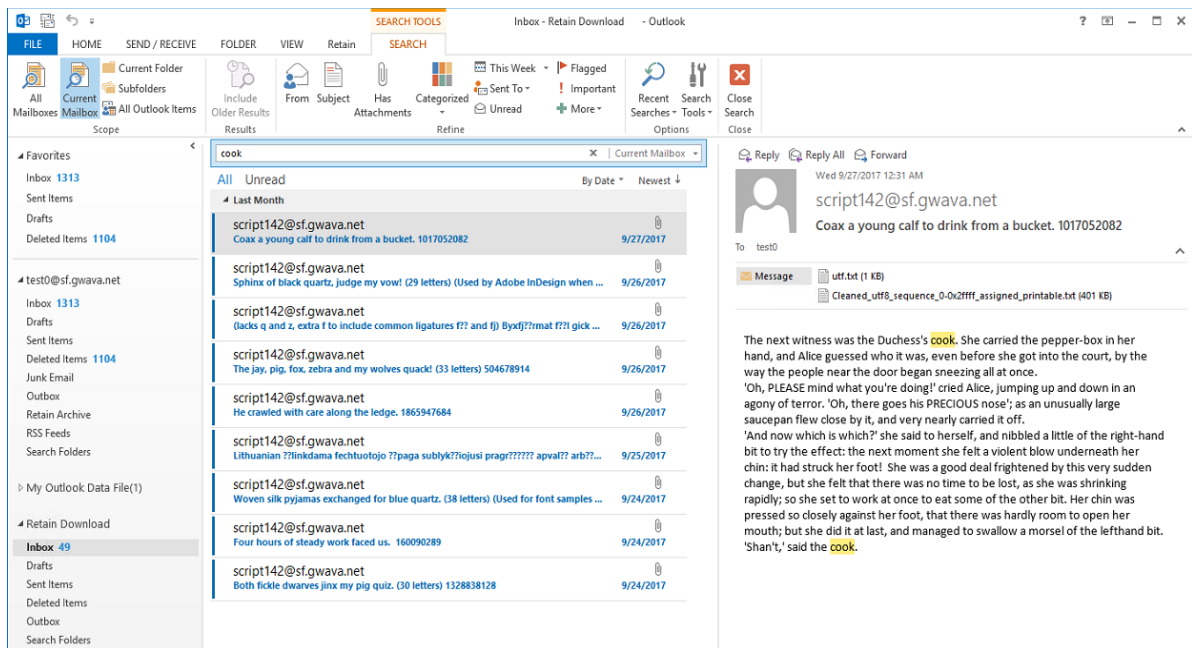 SEARCH TOOLS
Inbox - Retain Download - Outlook
FILE HOME SEND / RECEIVE FOLDER VIEW Retain SEARCH
All Mailboxes
Current Mailbox
Current Folder
Subfolders
All Outlook Items
Scope
Include Older Results
Results
From
Subject
Has Attachments
Categorized
This Week
Sent To
Unread
Flagged
! Important
More
Refine
Recent Searches
Search Tools
Options
Close Search
Close
Favorites
Inbox 1313
Sent Items
Drafts
Deleted Items 1104
test0@sf.gwava.net
Inbox 1313
Drafts
Sent Items
Deleted Items 1104
Junk Email
Outbox
Retain Archive
RSS Feeds
Search Folders
My Outlook Data File(1)
Retain Download
Inbox 49
Drafts
Sent Items
Deleted Items
Outbox
Search Folders
cook
Current Mailbox
All Unread By Date Newest
Last Month
script142@sf.gwava.net
Coax a young calf to drink from a bucket. 1017052082 9/27/2017
script142@sf.gwava.net
Sphinx of black quartz, judge my vow! (29 letters) (Used by Adobe InDesign when ... 9/26/2017
script142@sf.gwava.net
(lacks q and z, extra f to include common ligatures f?? and fj) Byxfj??rmat f??l gick ... 9/26/2017
script142@sf.gwava.net
The jay, pig, fox, zebra and my wolves quack! (33 letters) 504678914 9/26/2017
script142@sf.gwava.net
He crawled with care along the ledge. 1865947684 9/26/2017
script142@sf.gwava.net
Lithuanian ??linkdama fechtuotojo ??paga sublyk??iojusi pragr?????? apval?? arb??... 9/25/2017
script142@sf.gwava.net
Woven silk pyjamas exchanged for blue quartz. (38 letters) (Used for font samples ... 9/24/2017
script142@sf.gwava.net
Four hours of steady work faced us. 160090289 9/24/2017
script142@sf.gwava.net
Both fickle dwarves jinx my pig quiz. (30 letters) 1328838128 9/24/2017
Reply Reply All Forward
Wed 9/27/2017 12:31 AM
script142@sf.gwava.net
Coax a young calf to drink from a bucket. 1017052082
To test0
Message
utf.txt (1 KB)
Cleaned_utf8_sequence_0-0x2ffff_assigned_printable.txt (401 KB)
The next witness was the Duchess's cook. She carried the pepper-box in her
hand, and Alice guessed who it was, even before she got into the court, by the
way the people near the door began sneezing all at once.
'Oh, PLEASE mind what you're doing!' cried Alice, jumping up and down in an
agony of terror. 'Oh, there goes his PRECIOUS nose'; as an unusually large
saucepan flew close by it, and very nearly carried it off.
'And now which is which?' she said to herself, and nibbled a little of the right-hand
bit to try the effect: the next moment she felt a violent blow underneath her
chin: it had struck her foot! She was a good deal frightened by this very sudden
change, but she felt that there was no time to be lost, as she was shrinking
rapidly; so she set to work at once to eat some of the other bit. Her chin was
pressed so closely against her foot, that there was hardly room to open her
mouth; but she did it at last, and managed to swallow a morsel of the lefthand bit.
'Shan't,' said the cook.